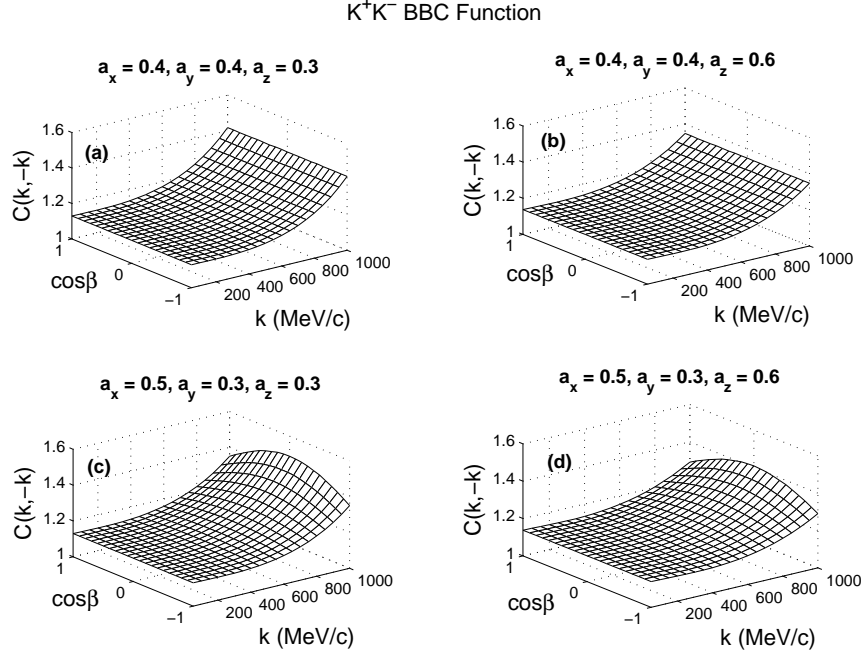 K⁺K⁻ BBC Function
a_x = 0.4, a_y = 0.4, a_z = 0.3
(a)
1.6
1.4
1.2
1
C(k,−k)
1
0
−1
cosβ
200
400
600
800
1000
k (MeV/c)
a_x = 0.4, a_y = 0.4, a_z = 0.6
(b)
1.6
1.4
1.2
1
C(k,−k)
1
0
−1
cosβ
200
400
600
800
1000
k (MeV/c)
a_x = 0.5, a_y = 0.3, a_z = 0.3
(c)
1.6
1.4
1.2
1
C(k,−k)
1
0
−1
cosβ
200
400
600
800
1000
k (MeV/c)
a_x = 0.5, a_y = 0.3, a_z = 0.6
(d)
1.6
1.4
1.2
1
C(k,−k)
1
0
−1
cosβ
200
400
600
800
1000
k (MeV/c)